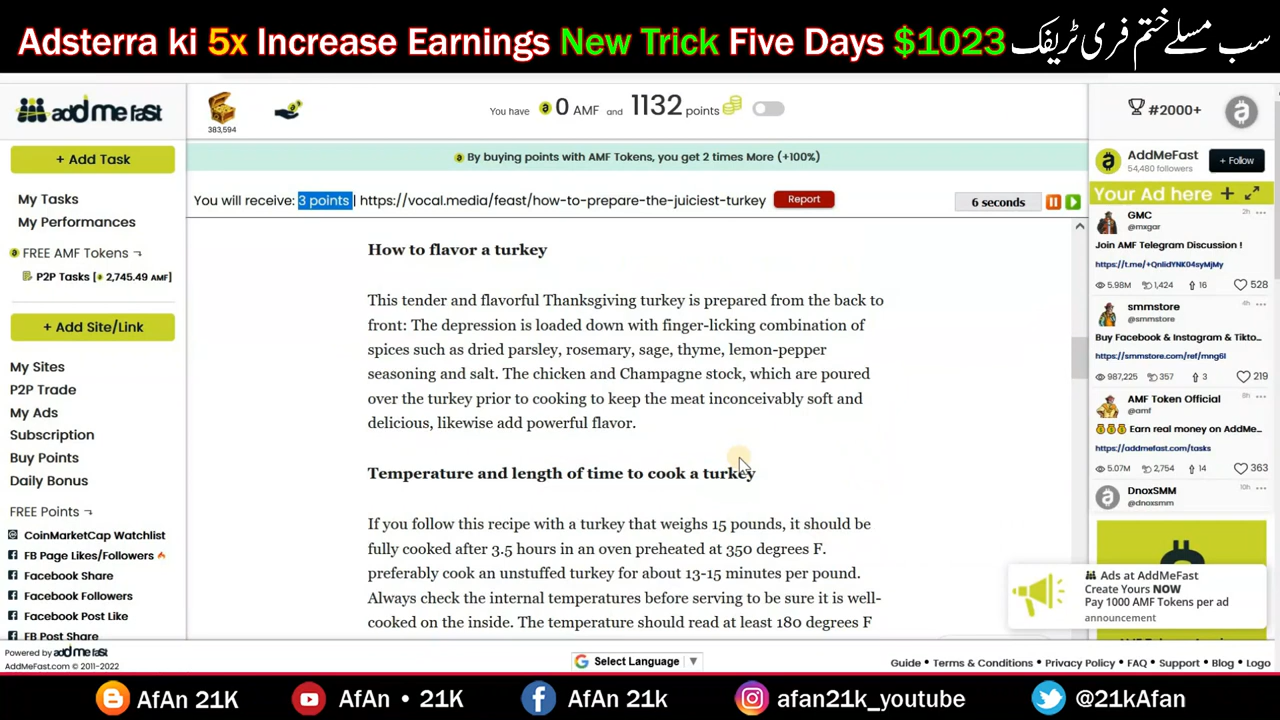 Adsterra ki 5x Increase Earnings New Trick Five Days $1023 سب مسلے ختم فری ٹریفک
addmefast
383,594
You have 0 AMF and 1132 points
#2000+
+ Add Task
By buying points with AMF Tokens, you get 2 times More (+100%)
AddMeFast
54,480 followers
+ Follow
My Tasks
My Performances
You will receive: 3 points | https://vocal.media/feast/how-to-prepare-the-juiciest-turkey
Report
6 seconds
Your Ad here +
FREE AMF TOKENS
P2P Tasks [ 2,745.49 AMF]
+ Add Site/Link
My Sites
P2P Trade
My Ads
Subscription
Buy Points
Daily Bonus
FREE Points
CoinMarketCap Watchlist
FB Page Likes/Followers
Facebook Share
Facebook Followers
Facebook Post Like
FB Post Share
How to flavor a turkey
This tender and flavorful Thanksgiving turkey is prepared from the back to
front: The depression is loaded down with finger-licking combination of
spices such as dried parsley, rosemary, sage, thyme, lemon-pepper
seasoning and salt. The chicken and Champagne stock, which are poured
over the turkey prior to cooking to keep the meat inconceivably soft and
delicious, likewise add powerful flavor.
Temperature and length of time to cook a turkey
If you follow this recipe with a turkey that weighs 15 pounds, it should be
fully cooked after 3.5 hours in an oven preheated at 350 degrees F.
preferably cook an unstuffed turkey for about 13-15 minutes per pound.
Always check the internal temperatures before serving to be sure it is well-
cooked on the inside. The temperature should read at least 180 degrees F
GMC
2h
@mxgar
Join AMF Telegram Discussion !
https://t.me/+QnlidYNK04syMjMy
5.98M 1,424 16 528
smmstore
@smmstore
Buy Facebook & Instagram & Tikto...
https://smmstore.com/ref/mng6l
987,225 357 3 219
AMF Token Official
@amf
Earn real money on AddMe...
https://addmefast.com/tasks
5.07M 2,754 14 363
DnoxSMM
10h
@dnoxsmm
Ads at AddMeFast
Create Yours NOW
Pay 1000 AMF Tokens per ad
announcement
Powered by addmefast
AddMeFast.com © 2011-2022
Select Language ▼
Guide • Terms & Conditions • Privacy Policy • FAQ • Support • Blog • Logo
AfAn 21K
AfAn • 21K
AfAn 21k
afan21k_youtube
@21kAfan